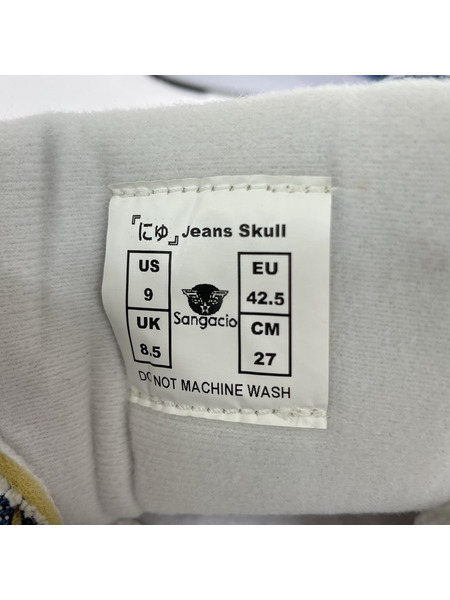 『にゅ』Jeans Skull
US
9
UK
8.5
Sangacio
EU
42.5
CM
27
DO NOT MACHINE WASH